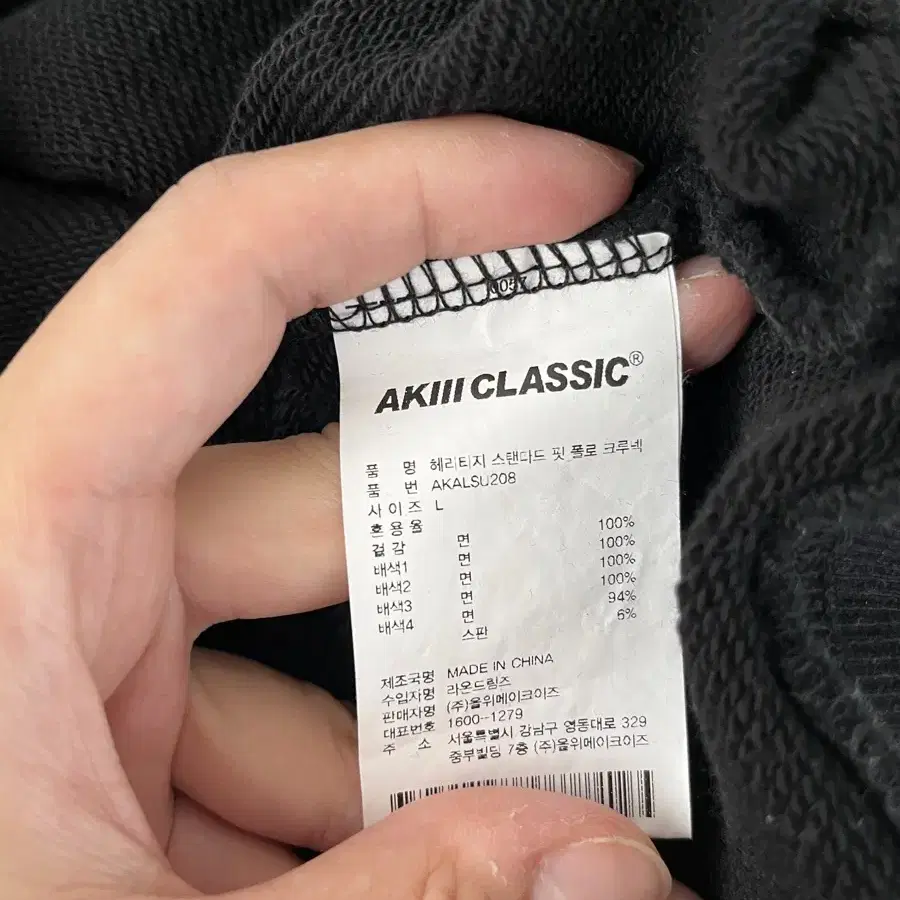 0057
AKIII CLASSIC®
품 명 헤리티지 스탠다드 핏 폴로 크루넥
품 번 AKALSU208
사이즈 L
혼용율
겉감 면 100%
배색1 면 100%
배색2 면 100%
배색3 면 100%
배색4 면 94%
스판 6%
제조국명 MADE IN CHINA
수입자명 라온드림즈
판매자명 (주)올위메이크이즈
대표번호 1600--1279
주 소 서울특별시 강남구 영동대로 329
중부빌딩 7층 (주)올위메이크이즈